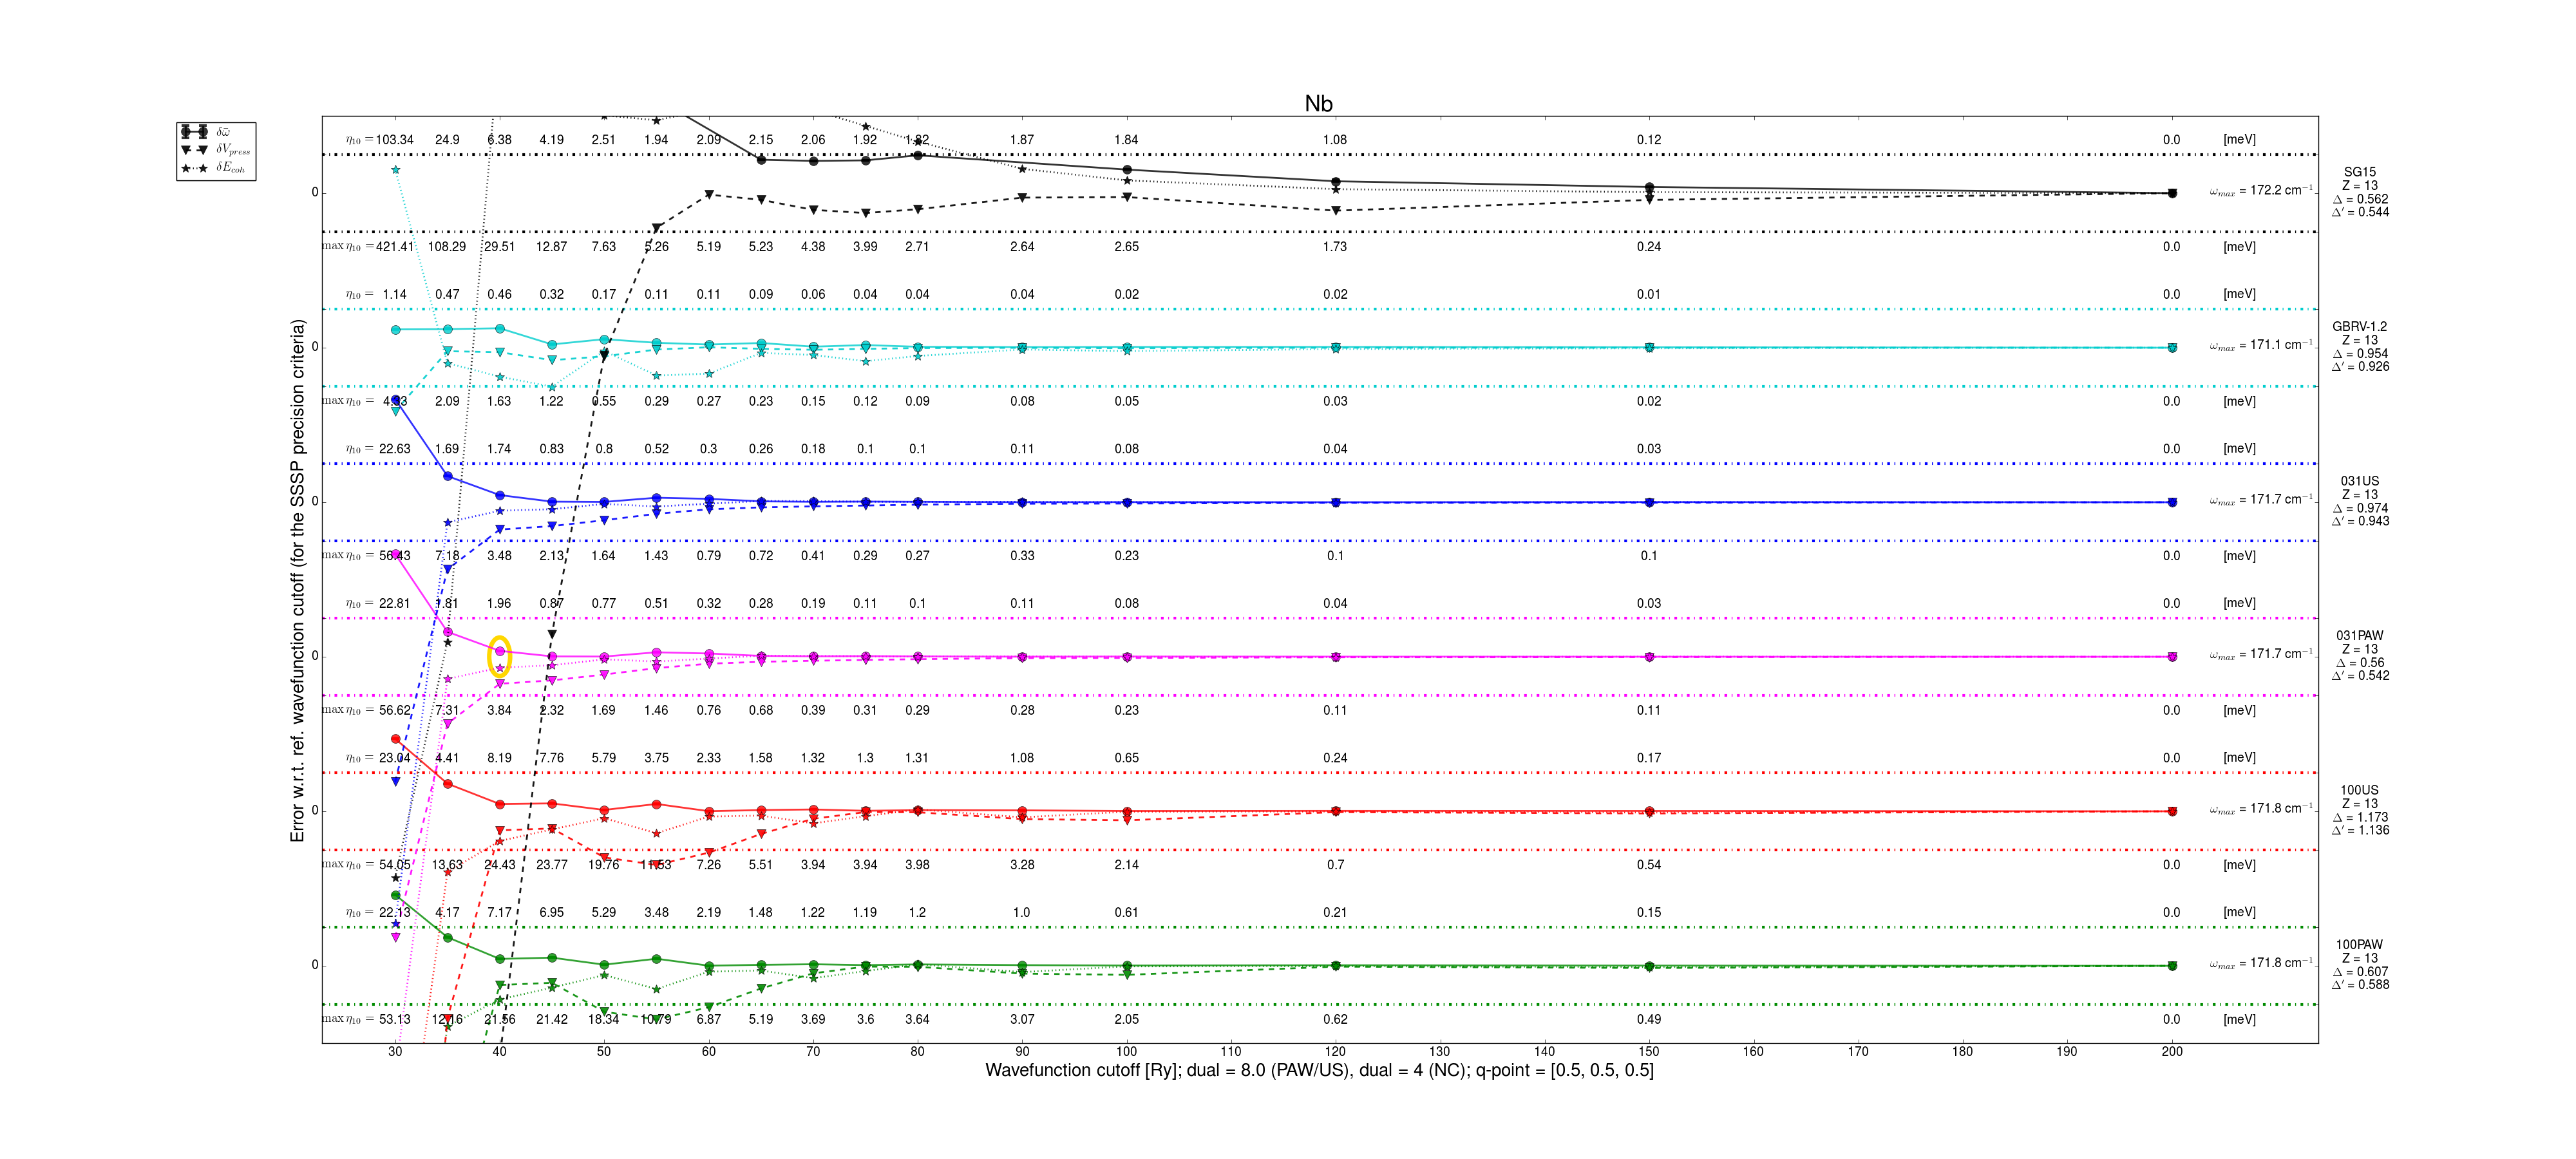 Nb
δω̄
δV_press
δE_coh
Error w.r.t. ref. wavefunction cutoff (for the SSSP precision criteria)
η₁₀ = 103.34 24.9 6.38 4.19 2.51 1.94 2.09 2.15 2.06 1.92 1.82 1.87 1.84 1.08 0.12 0.0 [meV]
0
ω_max = 172.2 cm⁻¹
SG15
Z = 13
Δ = 0.562
Δ′ = 0.544
max η₁₀ = 421.41 108.29 29.51 12.87 7.63 5.26 5.19 5.23 4.38 3.99 2.71 2.64 2.65 1.73 0.24 0.0 [meV]
η₁₀ = 1.14 0.47 0.46 0.32 0.17 0.11 0.11 0.09 0.06 0.04 0.04 0.04 0.02 0.02 0.01 0.0 [meV]
0
ω_max = 171.1 cm⁻¹
GBRV-1.2
Z = 13
Δ = 0.954
Δ′ = 0.926
max η₁₀ = 2.09 1.63 1.22 0.55 0.29 0.27 0.23 0.15 0.12 0.09 0.08 0.05 0.03 0.02 0.0 [meV]
η₁₀ = 22.63 1.69 1.74 0.83 0.8 0.52 0.3 0.26 0.18 0.1 0.1 0.11 0.08 0.04 0.03 0.0 [meV]
0
ω_max = 171.7 cm⁻¹
031US
Z = 13
Δ = 0.974
Δ′ = 0.943
max η₁₀ = 56.43 7.18 3.48 2.13 1.64 1.43 0.79 0.72 0.41 0.29 0.27 0.33 0.23 0.1 0.1 0.0 [meV]
η₁₀ = 22.81 1.81 1.96 0.87 0.77 0.51 0.32 0.28 0.19 0.11 0.1 0.11 0.08 0.04 0.03 0.0 [meV]
0
ω_max = 171.7 cm⁻¹
031PAW
Z = 13
Δ = 0.56
Δ′ = 0.542
max η₁₀ = 56.62 7.31 3.84 2.32 1.69 1.46 0.76 0.68 0.39 0.31 0.29 0.28 0.23 0.11 0.11 0.0 [meV]
η₁₀ = 23.04 4.41 8.19 7.76 5.79 3.75 2.33 1.58 1.32 1.3 1.31 1.08 0.65 0.24 0.17 0.0 [meV]
0
ω_max = 171.8 cm⁻¹
100US
Z = 13
Δ = 1.173
Δ′ = 1.136
max η₁₀ = 54.05 13.63 24.43 23.77 19.76 11.53 7.26 5.51 3.94 3.94 3.98 3.28 2.14 0.7 0.54 0.0 [meV]
η₁₀ = 22.13 4.17 7.17 6.95 5.29 3.48 2.19 1.48 1.22 1.19 1.2 1.0 0.61 0.21 0.15 0.0 [meV]
0
ω_max = 171.8 cm⁻¹
100PAW
Z = 13
Δ = 0.607
Δ′ = 0.588
max η₁₀ = 53.13 12.16 21.56 21.42 18.34 10.79 6.87 5.19 3.69 3.6 3.64 3.07 2.05 0.62 0.49 0.0 [meV]
30 40 50 60 70 80 90 100 110 120 130 140 150 160 170 180 190 200
Wavefunction cutoff [Ry]; dual = 8.0 (PAW/US), dual = 4 (NC); q-point = [0.5, 0.5, 0.5]